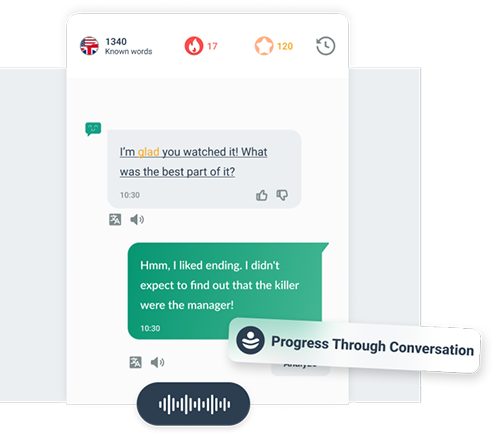 1340
Known words
17
120
I'm glad you watched it! What
was the best part of it?
10:30
Hmm, I liked ending. I didn't
expect to find out that the killer
were the manager!
10:30
Progress Through Conversation